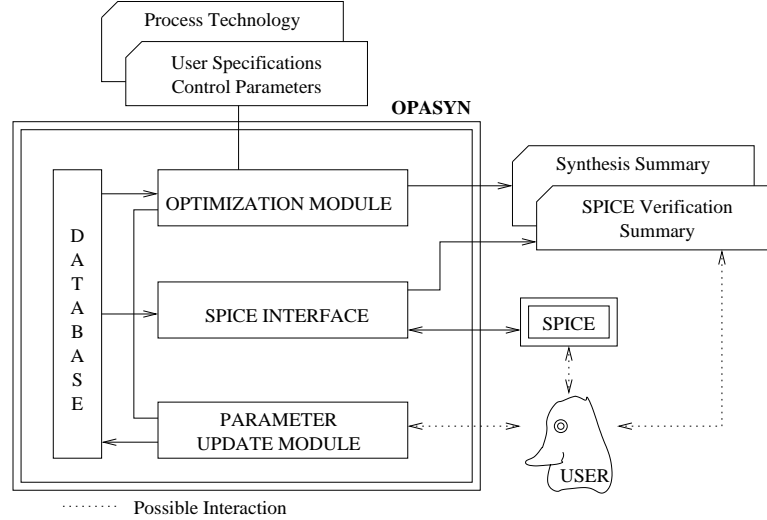 Process Technology
User Specifications
Control Parameters
OPASYN
Synthesis Summary
OPTIMIZATION MODULE
SPICE Verification
Summary
DATABASE
SPICE INTERFACE
SPICE
PARAMETER
UPDATE MODULE
USER
Possible Interaction